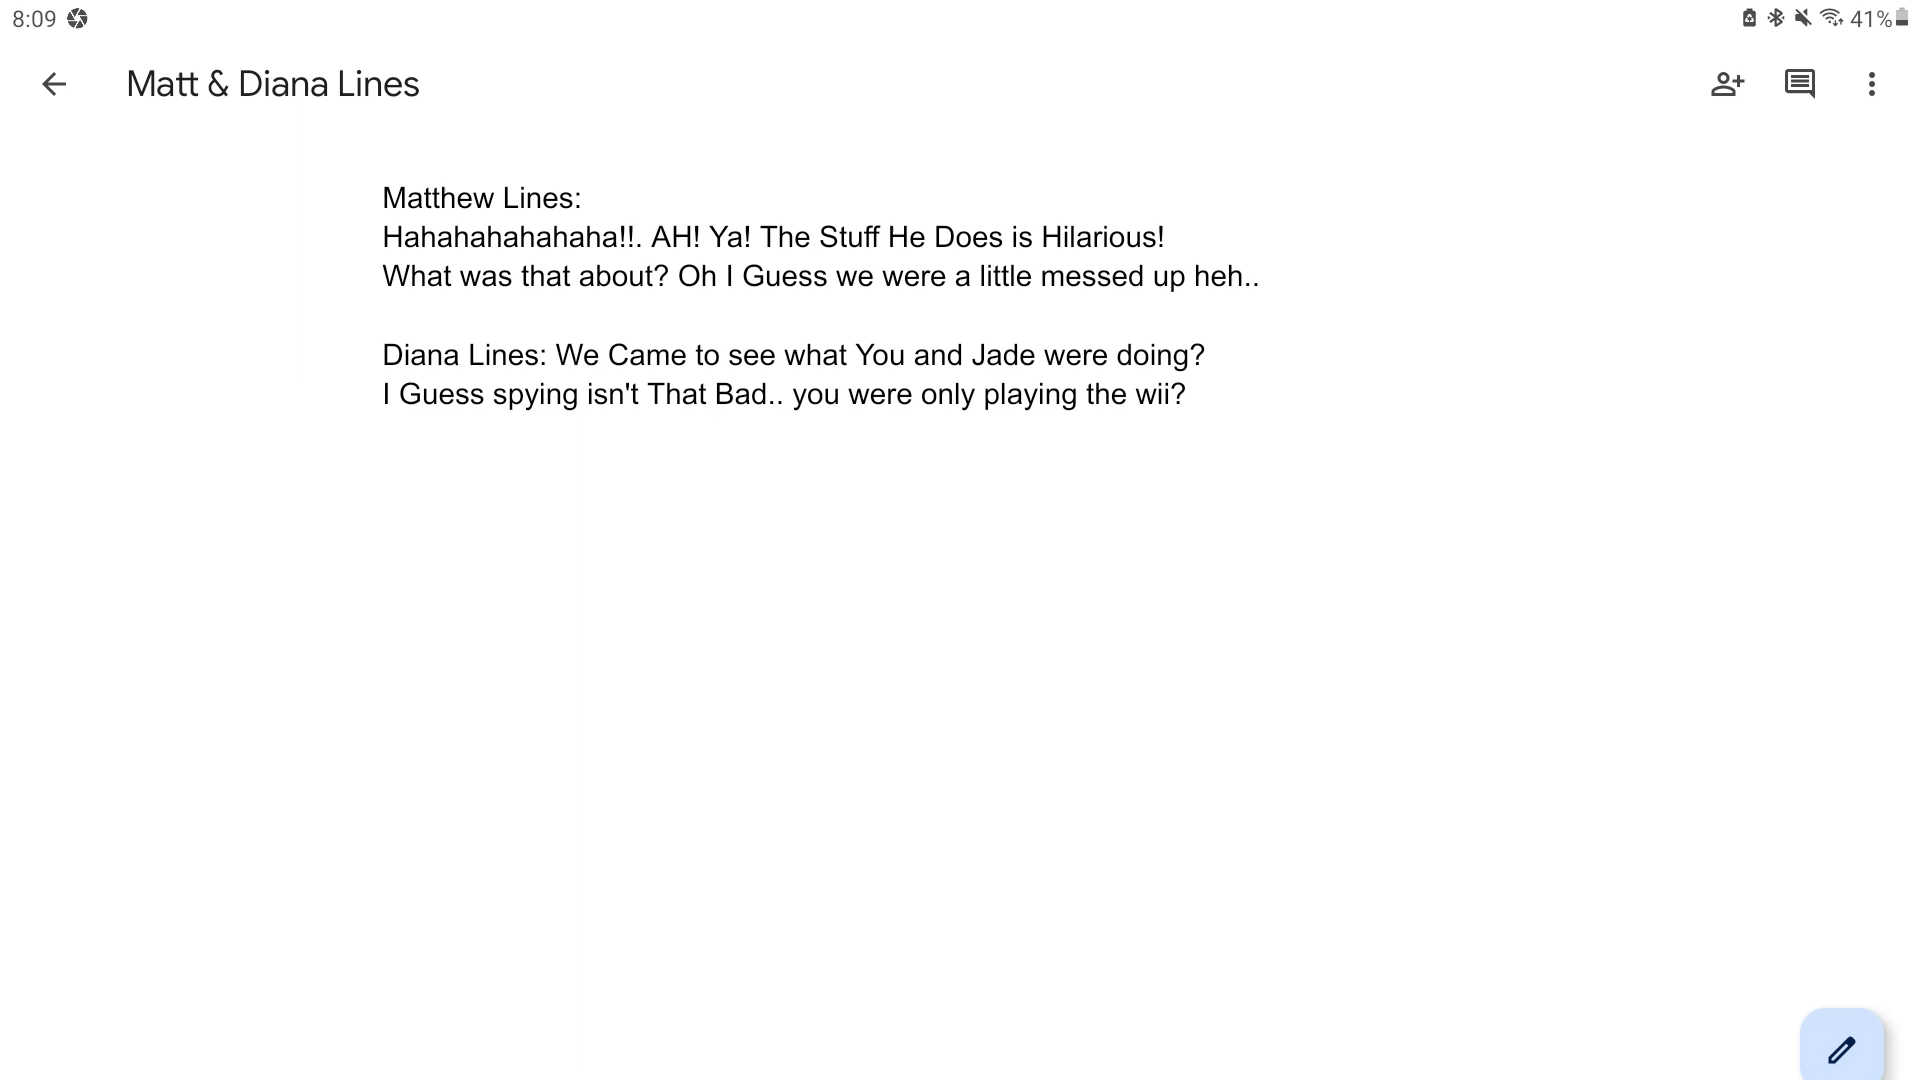 8:09
41%
Matt & Diana Lines
Matthew Lines:
Hahahahahahaha!!. AH! Ya! The Stuff He Does is Hilarious!
What was that about? Oh I Guess we were a little messed up heh..
Diana Lines: We Came to see what You and Jade were doing?
I Guess spying isn't That Bad.. you were only playing the wii?